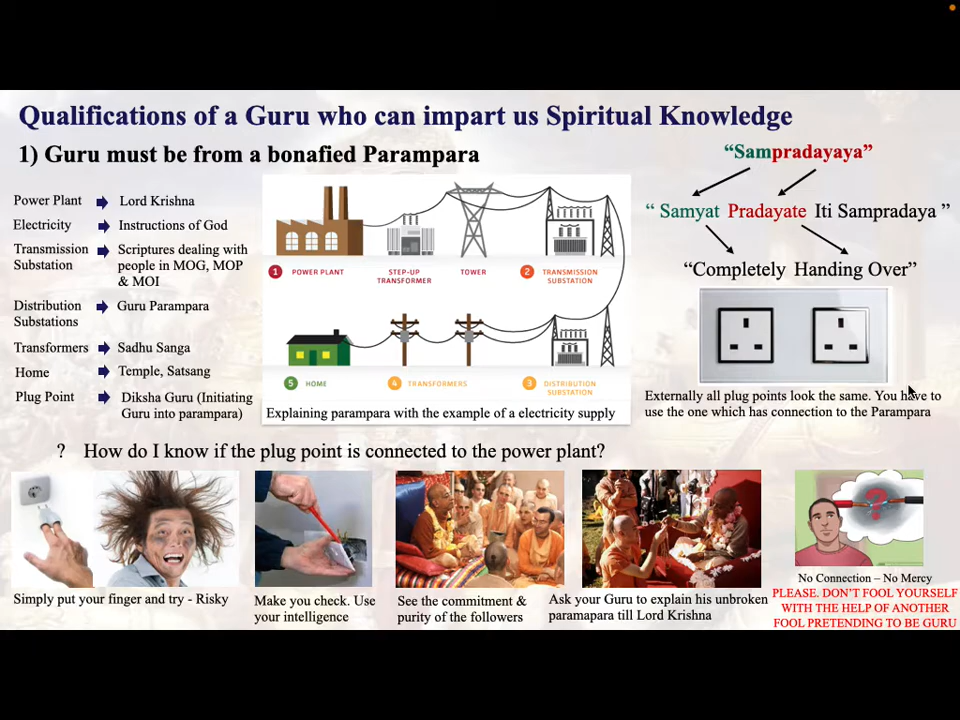 Qualifications of a Guru who can impart us Spiritual Knowledge
1) Guru must be from a bonafied Parampara
Power Plant
Lord Krishna
Electricity
Instructions of God
Transmission
Substation
Scriptures dealing with
people in MOG, MOP
& MOI
Distribution
Substations
Guru Parampara
Transformers
Sadhu Sanga
Home
Temple, Satsang
Plug Point
Diksha Guru (Initiating
Guru into parampara)
1 POWER PLANT
STEP-UP
TRANSFORMER
TOWER
2 TRANSMISSION
SUBSTATION
5 HOME
4 TRANSFORMERS
3 DISTRIBUTION
SUBSTATION
Explaining parampara with the example of a electricity supply
“Sampradayaya”
“ Samyat Pradayate Iti Sampradaya ”
“Completely Handing Over”
Externally all plug points look the same. You have to
use the one which has connection to the Parampara
? How do I know if the plug point is connected to the power plant?
Simply put your finger and try - Risky
Make you check. Use
your intelligence
See the commitment &
purity of the followers
Ask your Guru to explain his unbroken
paramapara till Lord Krishna
?
No Connection – No Mercy
PLEASE. DON’T FOOL YOURSELF
WITH THE HELP OF ANOTHER
FOOL PRETENDING TO BE GURU